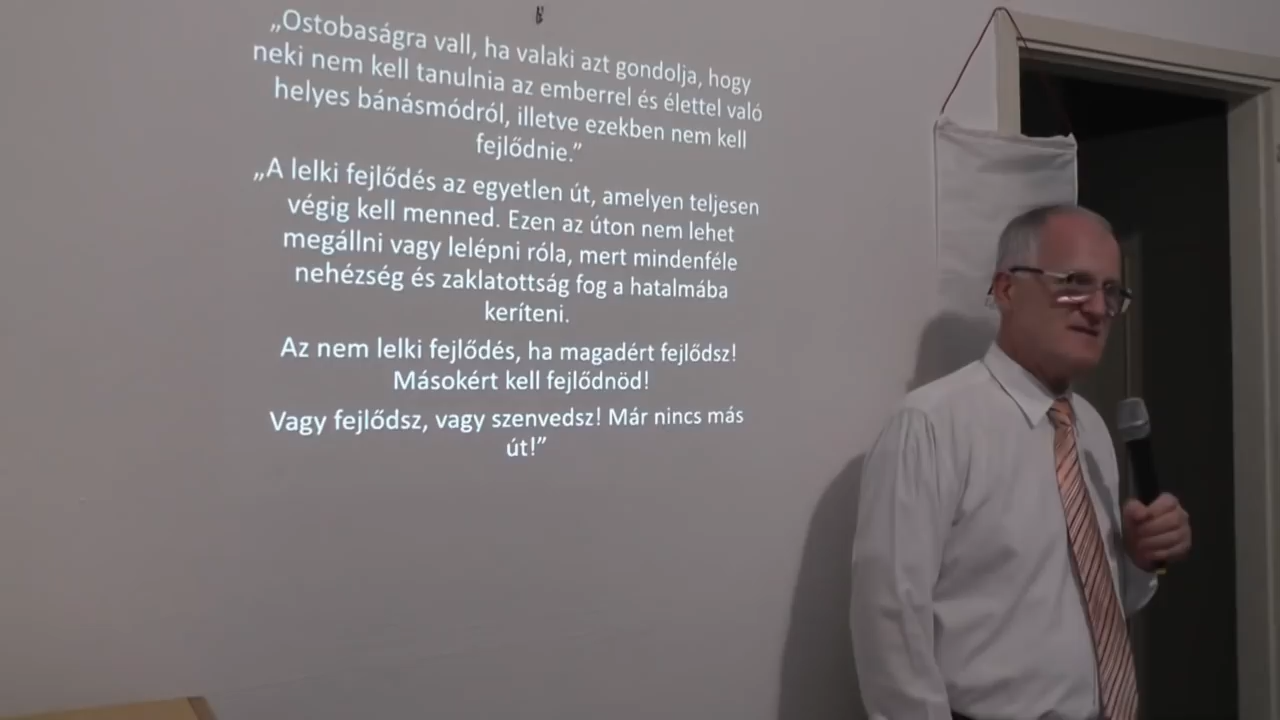 „Ostobaságra vall, ha valaki azt gondolja, hogy
neki nem kell tanulnia az emberrel és élettel való
helyes bánásmódról, illetve ezekben nem kell
fejlődnie.”
„A lelki fejlődés az egyetlen út, amelyen teljesen
végig kell menned. Ezen az úton nem lehet
megállni vagy lelépni róla, mert mindenféle
nehézség és zaklatottság fog a hatalmába
keríteni.
Az nem lelki fejlődés, ha magadért fejlődsz!
Másokért kell fejlődnöd!
Vagy fejlődsz, vagy szenvedsz! Már nincs más
út!”